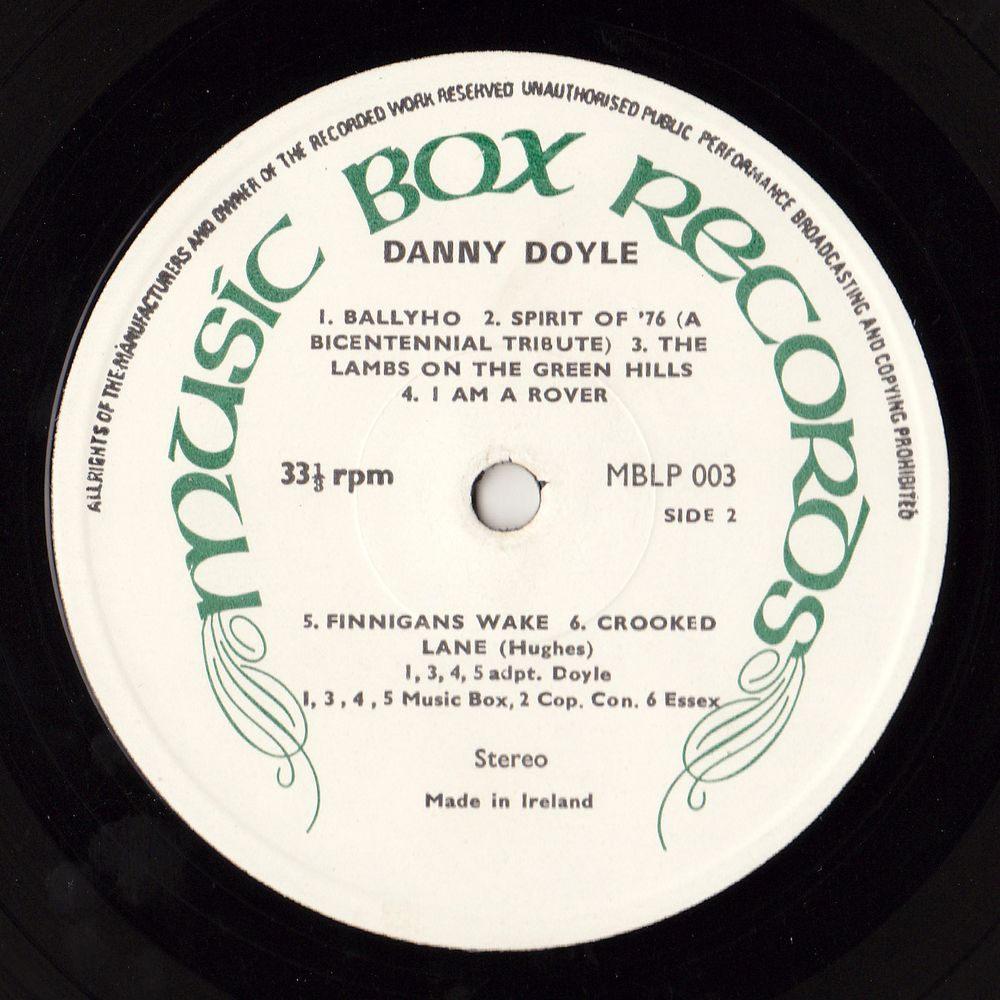 ALL RIGHTS OF THE MANUFACTURERS AND OWNER OF THE RECORDED WORK RESERVED UNAUTHORISED PUBLIC PERFORMANCE BROADCASTING AND COPYING PROHIBITED
MUSIC BOX RECORDS
DANNY DOYLE
1. BALLYHO 2. SPIRIT OF '76 (A
BICENTENNIAL TRIBUTE) 3. THE
LAMBS ON THE GREEN HILLS
4. I AM A ROVER
33⅓ rpm
MBLP 003
SIDE 2
5. FINNIGANS WAKE 6. CROOKED
LANE (Hughes)
1, 3, 4, 5 adpt. Doyle
1, 3, 4, 5 Music Box, 2 Cop. Con. 6 Essex
Stereo
Made in Ireland